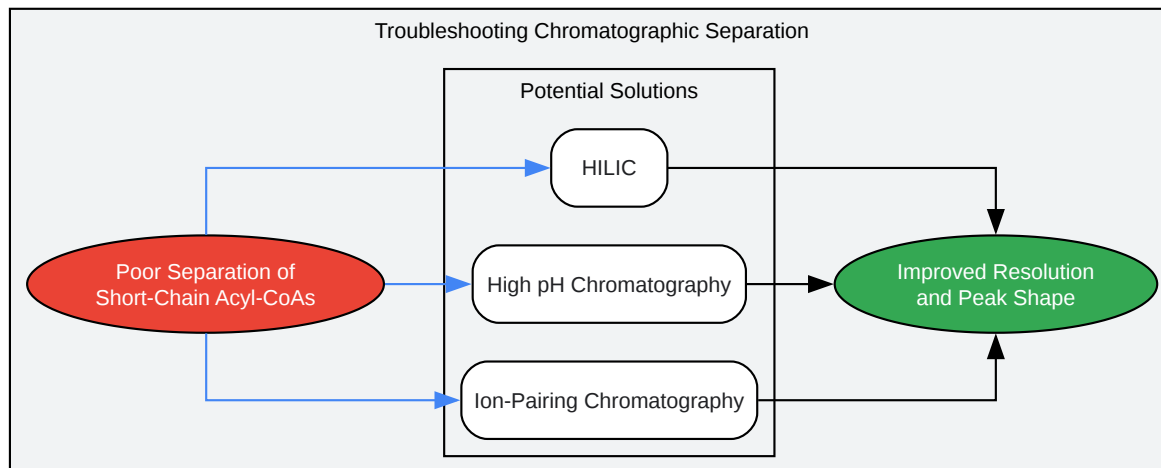 Troubleshooting Chromatographic Separation
Potential Solutions
HILIC
Poor Separation of
Short-Chain Acyl-CoAs
High pH Chromatography
Improved Resolution
and Peak Shape
Ion-Pairing Chromatography